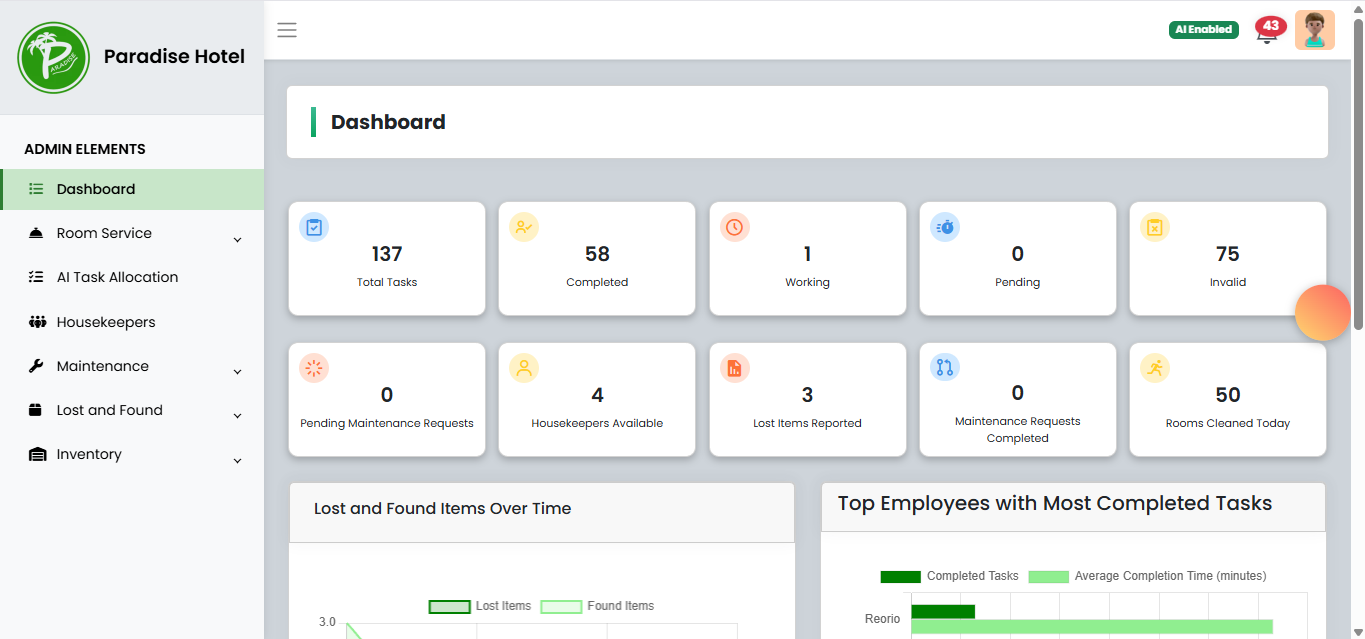 PARADISE
Paradise Hotel
AI Enabled
43
ADMIN ELEMENTS
Dashboard
Room Service
AI Task Allocation
Housekeepers
Maintenance
Lost and Found
Inventory
Dashboard
137
Total Tasks
58
Completed
1
Working
0
Pending
75
Invalid
0
Pending Maintenance Requests
4
Housekeepers Available
3
Lost Items Reported
0
Maintenance Requests
Completed
50
Rooms Cleaned Today
Lost and Found Items Over Time
Lost Items
Found Items
3.0
Top Employees with Most Completed Tasks
Completed Tasks
Average Completion Time (minutes)
Reorio